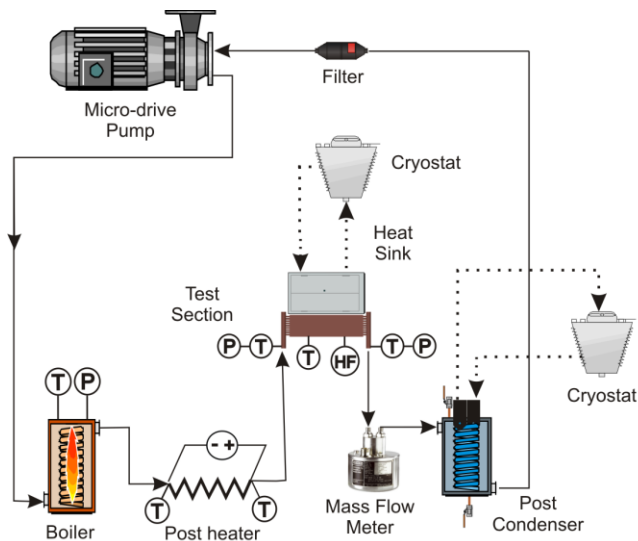 Filter
Micro-drive
Pump
Cryostat
Heat
Sink
Test
Section
P
T
T
HF
T
P
Cryostat
T
P
- +
T
T
Boiler
Post heater
Mass Flow
Meter
Post
Condenser